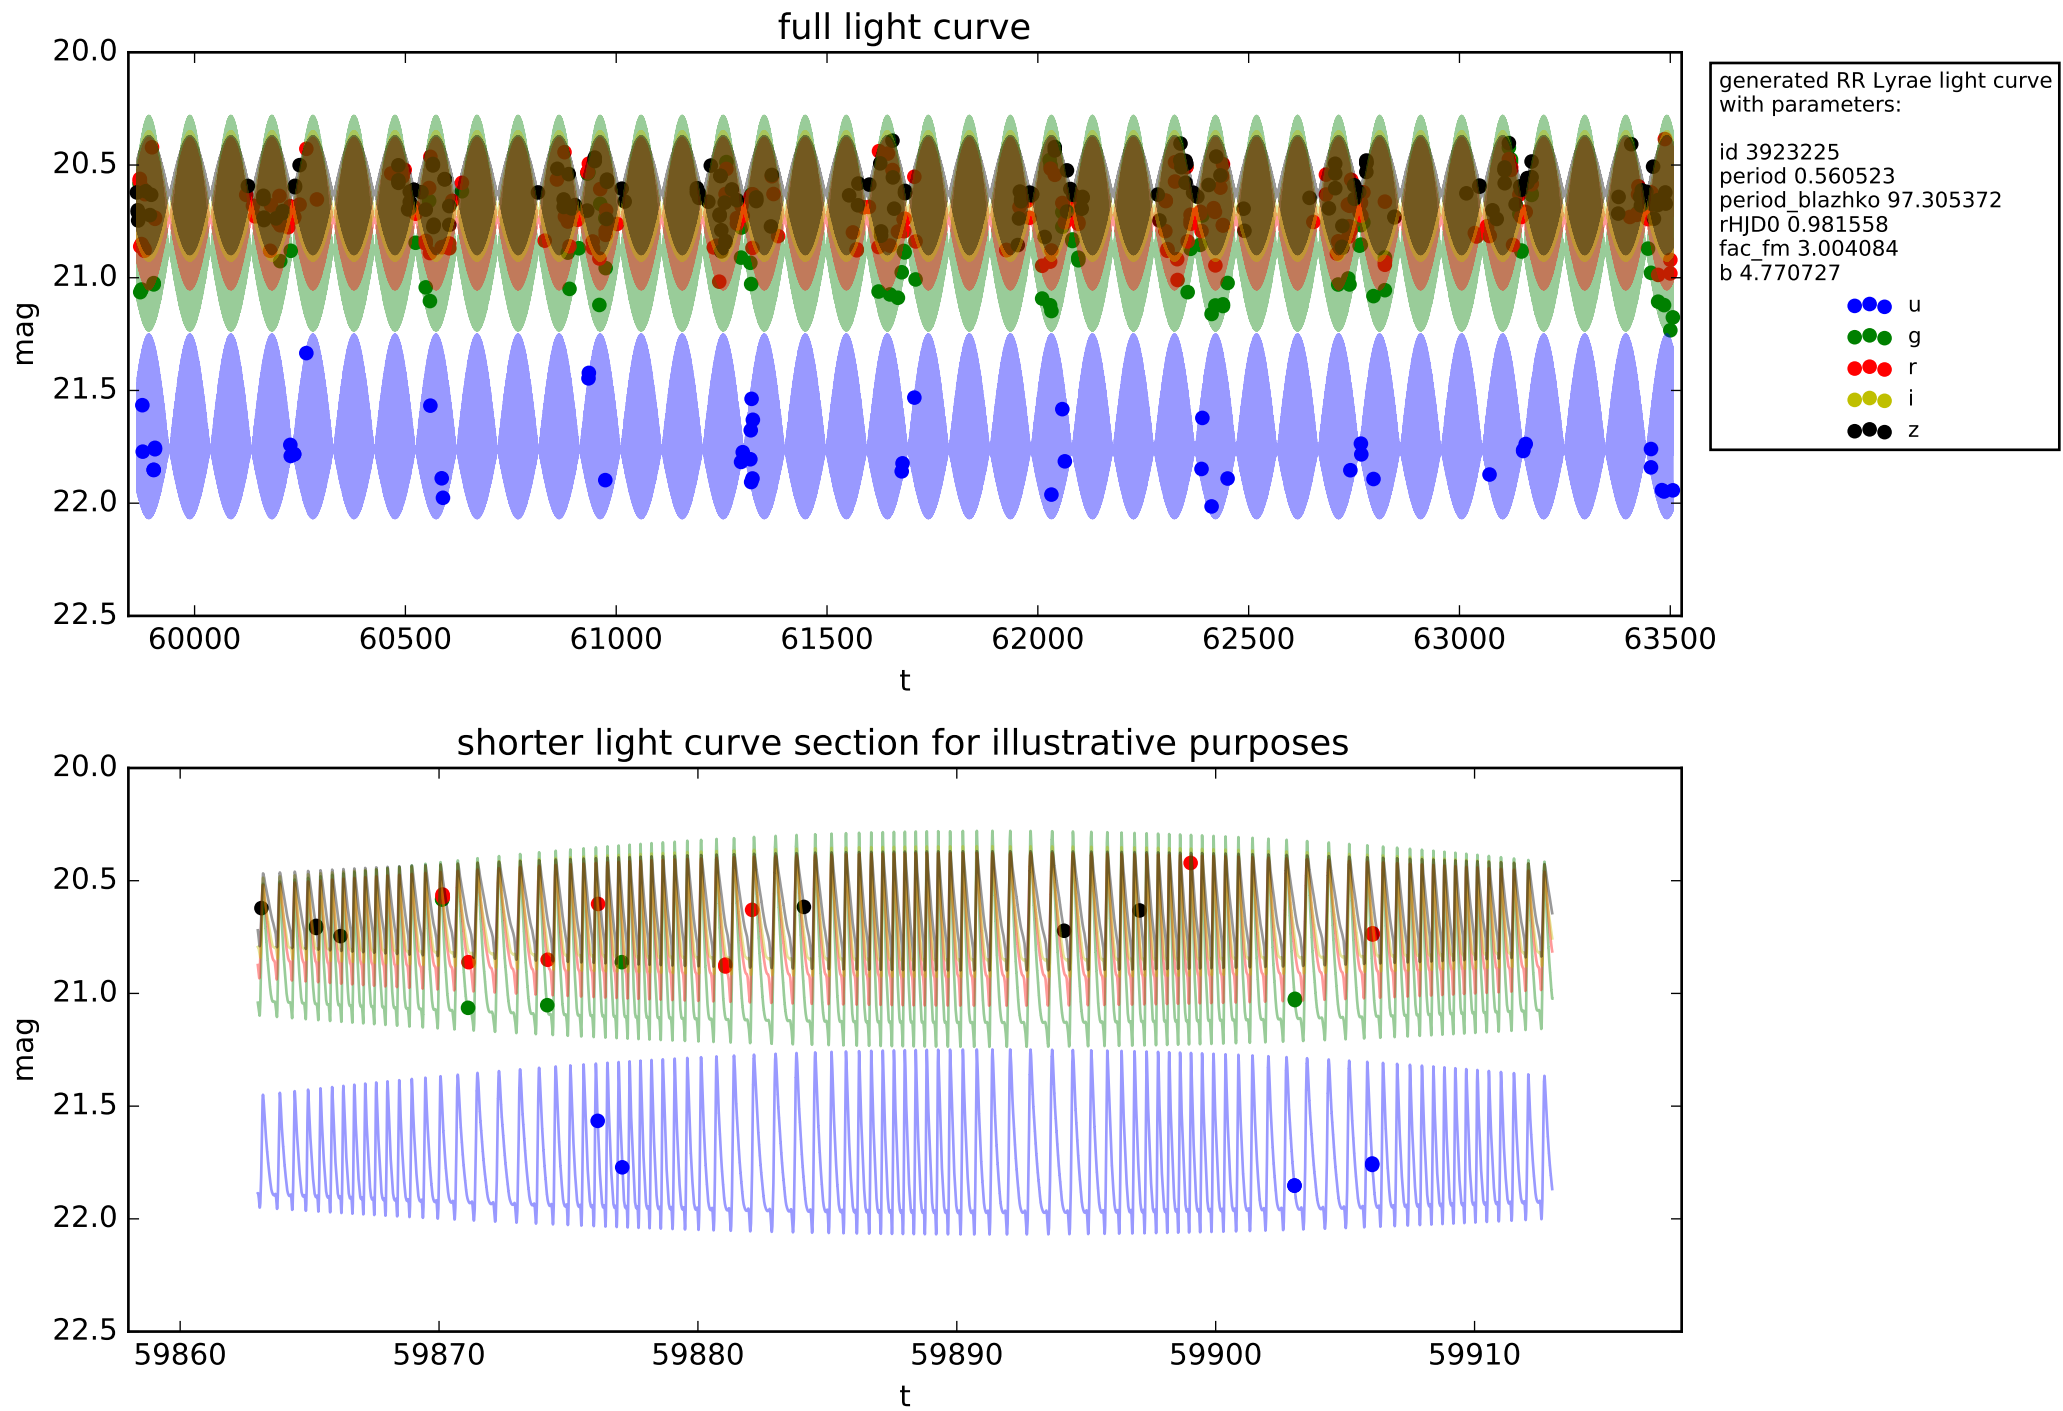 full light curve
20.0
20.5
21.0
21.5
22.0
22.5
mag
60000 60500 61000 61500 62000 62500 63000 63500
t
generated RR Lyrae light curve
with parameters:
id 3923225
period 0.560523
period_blazhko 97.305372
rHJD0 0.981558
fac_fm 3.004084
b 4.770727
u
g
r
i
z
shorter light curve section for illustrative purposes
20.0
20.5
21.0
21.5
22.0
22.5
mag
59860 59870 59880 59890 59900 59910
t